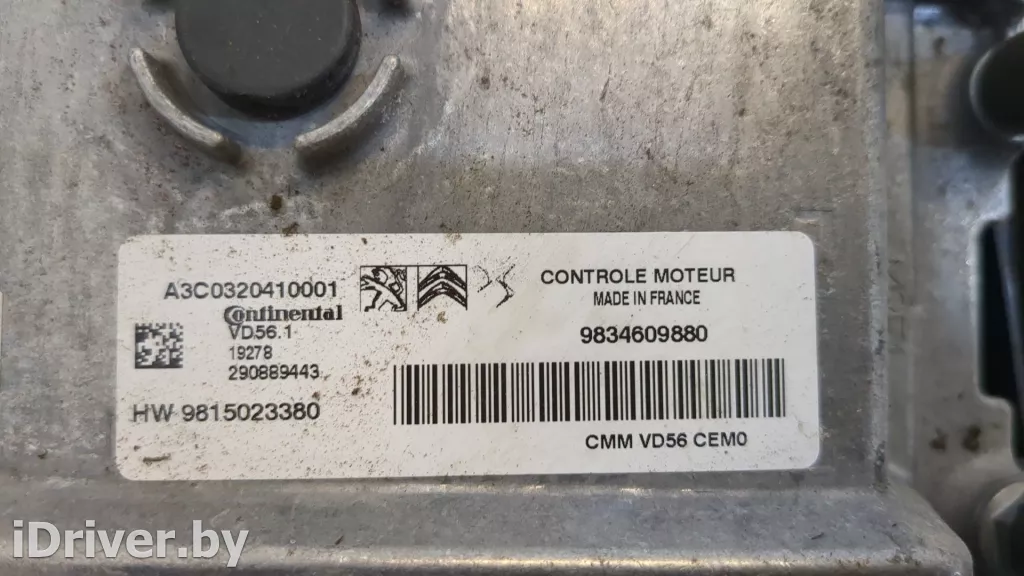 A3C0320410001
Continental
VD56.1
19278
290889443
HW 9815023380
CONTROLE MOTEUR
MADE IN FRANCE
9834609880
CMM VD56 CEM0
iDriver.by